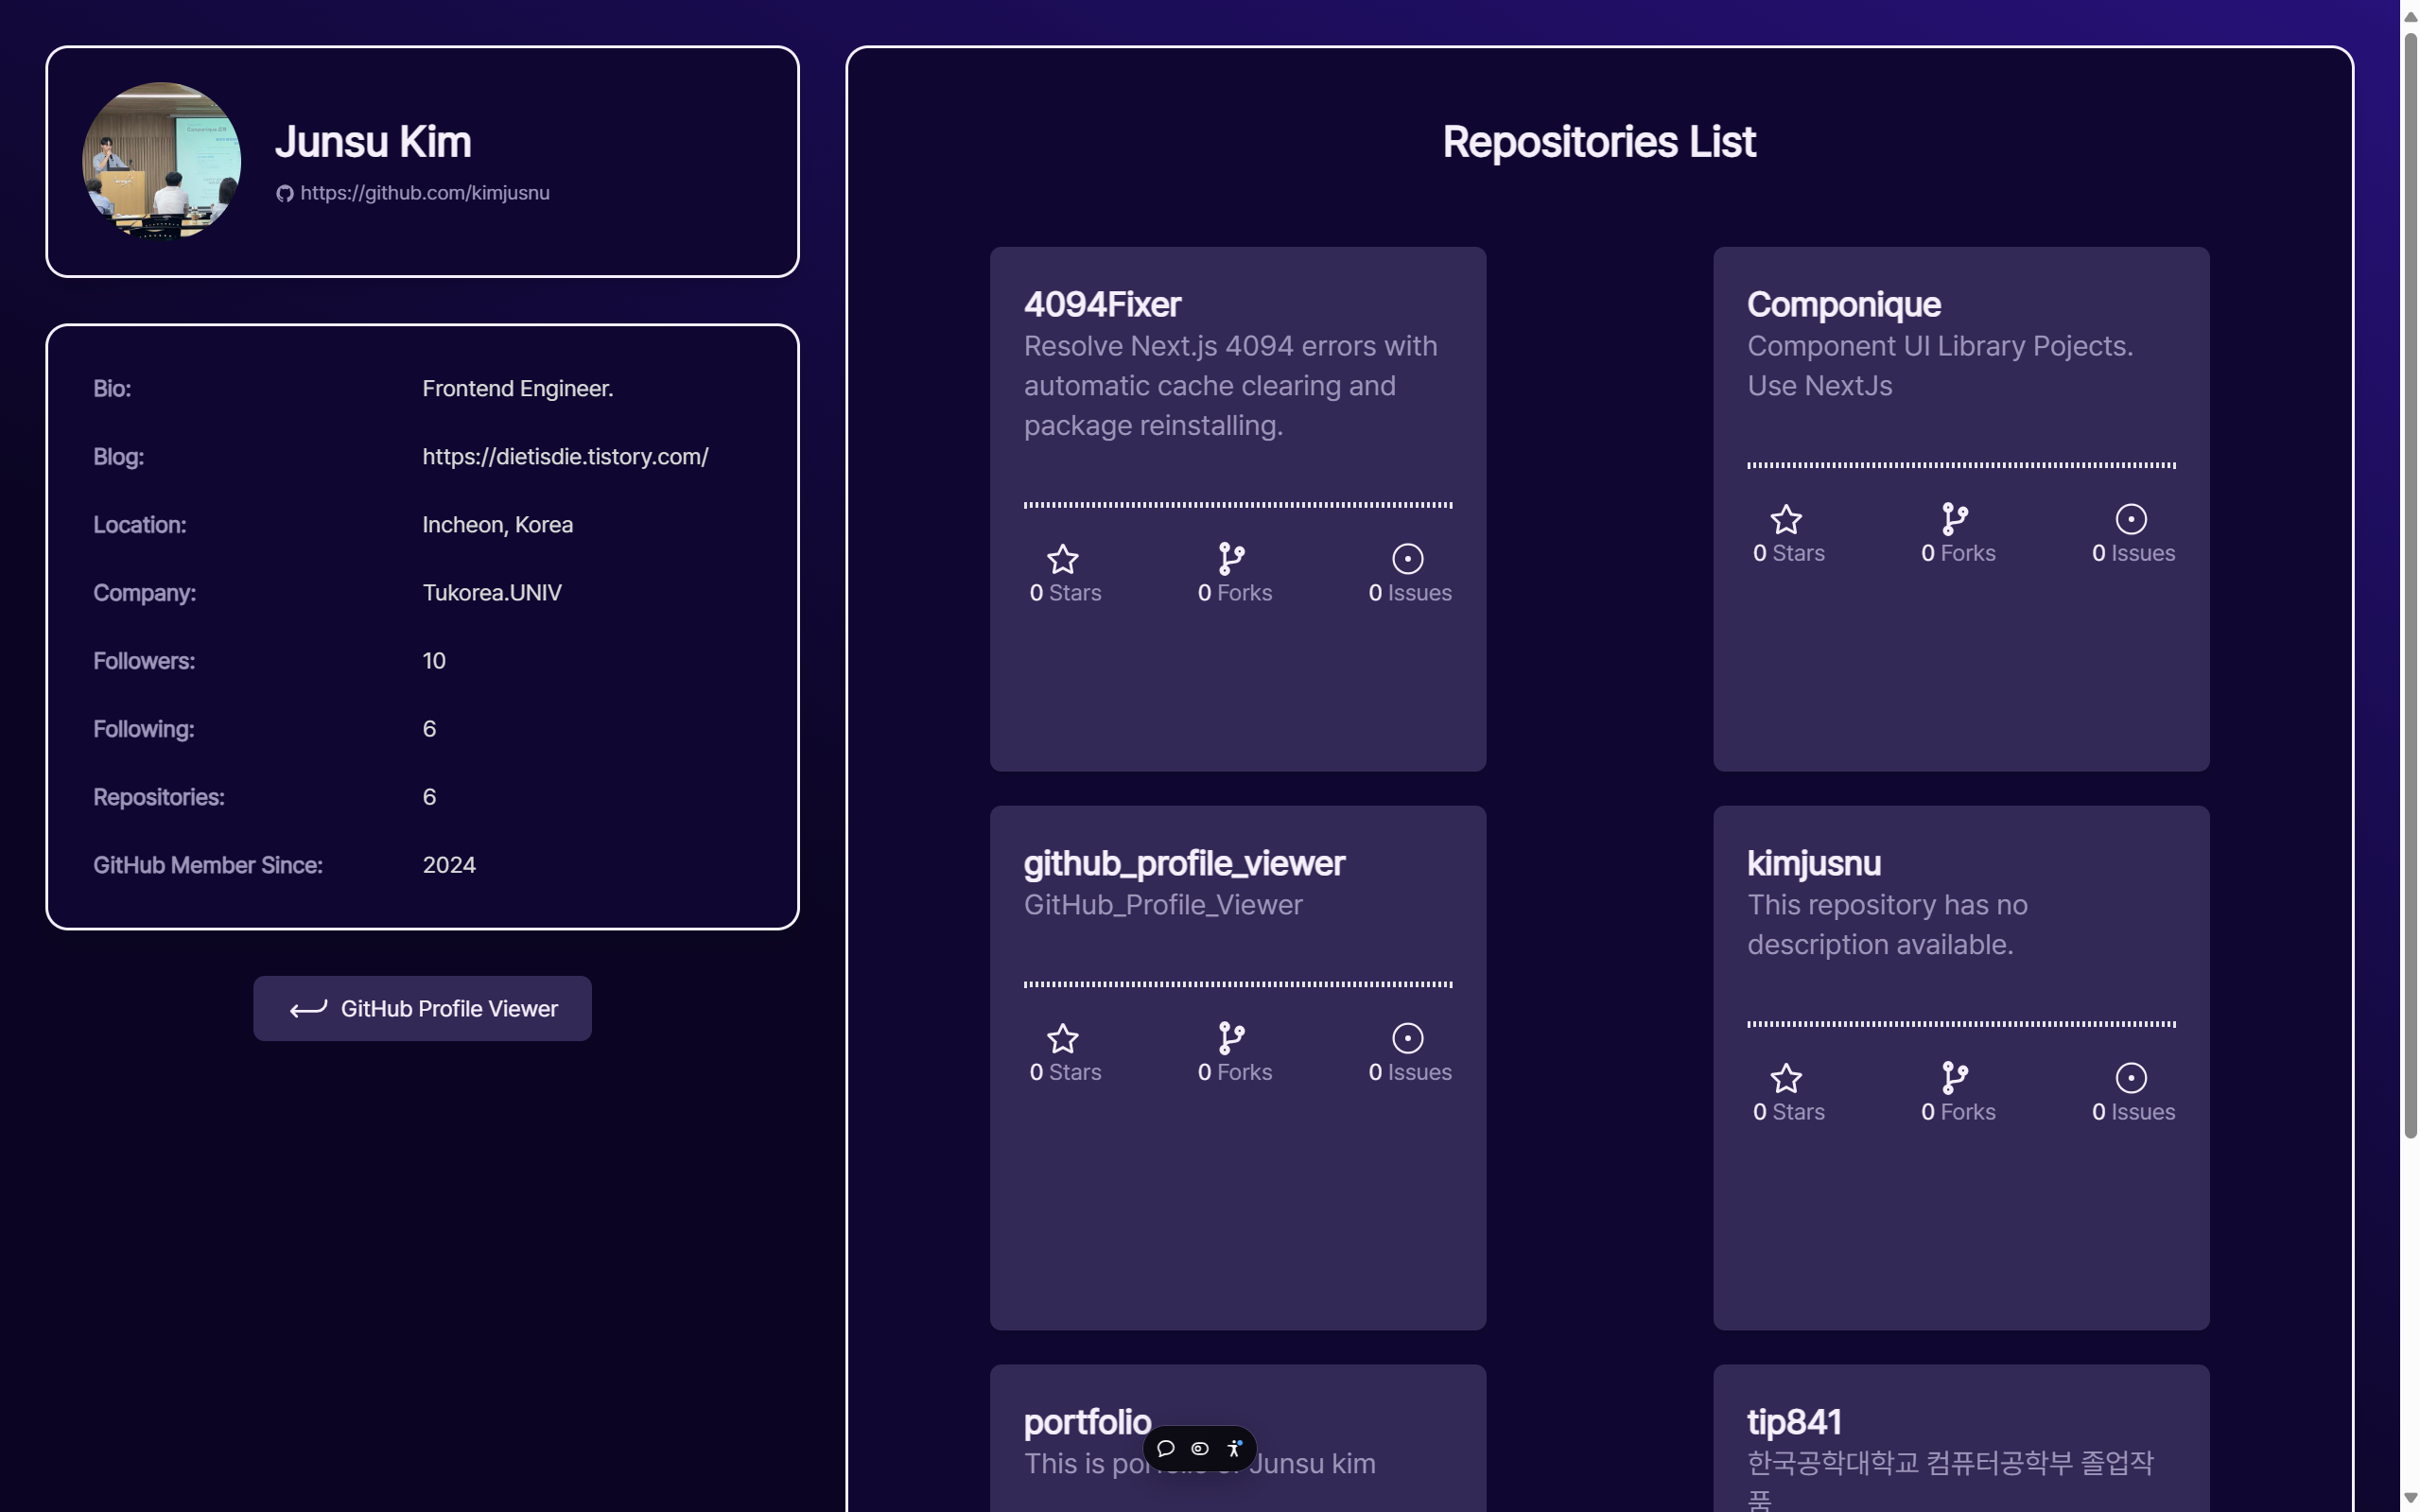 Junsu Kim
https://github.com/kimjusnu
Bio: Frontend Engineer.
Blog: https://dietisdie.tistory.com/
Location: Incheon, Korea
Company: Tukorea.UNIV
Followers: 10
Following: 6
Repositories: 6
GitHub Member Since: 2024
GitHub Profile Viewer
Repositories List
4094Fixer
Resolve Next.js 4094 errors with
automatic cache clearing and
package reinstalling.
0 Stars 0 Forks 0 Issues
Componique
Component UI Library Pojects.
Use NextJs
0 Stars 0 Forks 0 Issues
github_profile_viewer
GitHub_Profile_Viewer
0 Stars 0 Forks 0 Issues
kimjusnu
This repository has no
description available.
0 Stars 0 Forks 0 Issues
portfolio
This is Junsu kim
tip841
한국공학대학교 컴퓨터공학부 졸업작
품